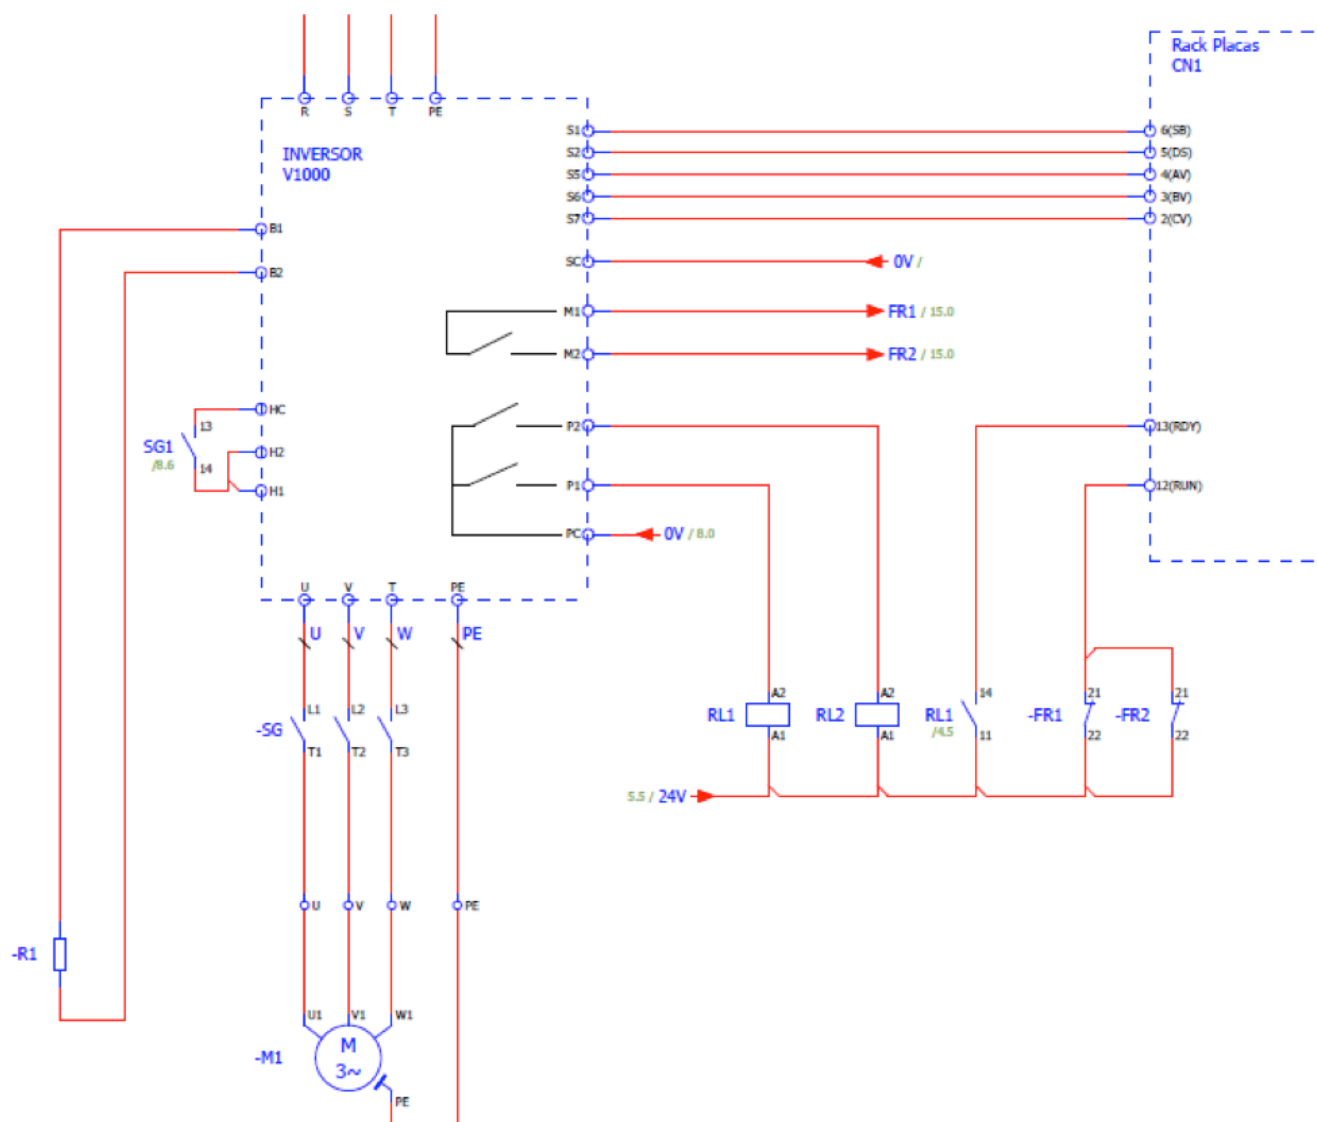 Rack Placas
CN1
R
S
T
PE
INVERSOR
V1000
S1
6(SB)
S2
5(DS)
S5
4(AV)
S6
3(BV)
S7
2(CV)
B1
B2
SC
0V /
M1
FR1 / 15.0
M2
FR2 / 15.0
HC
13
SG1
/8.6
14
H2
H1
P2
13(RDY)
P1
12(RUN)
PC
0V / 8.0
U
V
T
PE
U
V
W
PE
-SG
L1
L2
L3
T1
T2
T3
RL1
A2
A1
RL2
A2
A1
RL1
/4.5
14
11
-FR1
21
22
-FR2
21
22
5.5 / 24V
U
V
W
PE
-R1
U1
V1
W1
-M1
M
3~
PE